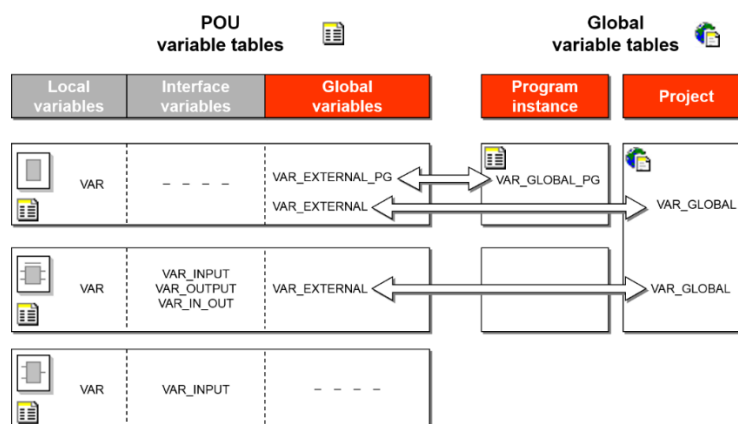 POU
variable tables
Global
variable tables
Local
variables
Interface
variables
Global
variables
Program
instance
Project
VAR
– – – –
VAR_EXTERNAL_PG
VAR_EXTERNAL
VAR_GLOBAL_PG
VAR_GLOBAL
VAR
VAR_INPUT
VAR_OUTPUT
VAR_IN_OUT
VAR_EXTERNAL
VAR_GLOBAL
VAR
VAR_INPUT
– – – –